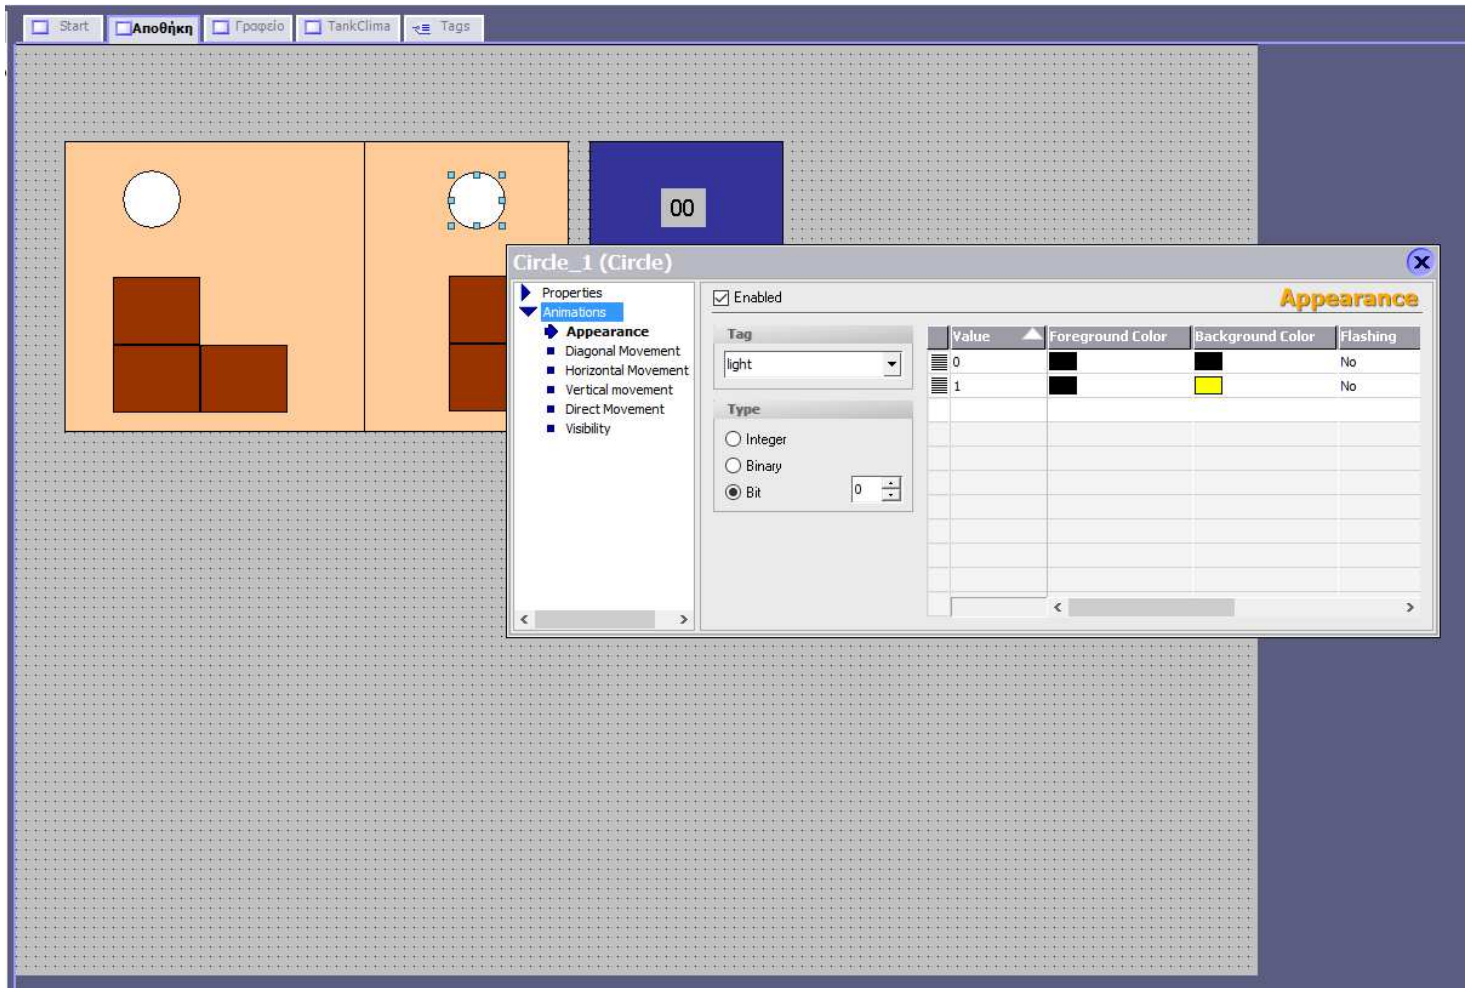 Start Αποθήκη Γραφείο TankClima Tags
00
Circle_1 (Circle)
Properties
Animations
Appearance
Diagonal Movement
Horizontal Movement
Vertical movement
Direct Movement
Visibility
Enabled
Appearance
Tag
light
Type
Integer
Binary
Bit 0
Value Foreground Color Background Color Flashing
0 No
1 No